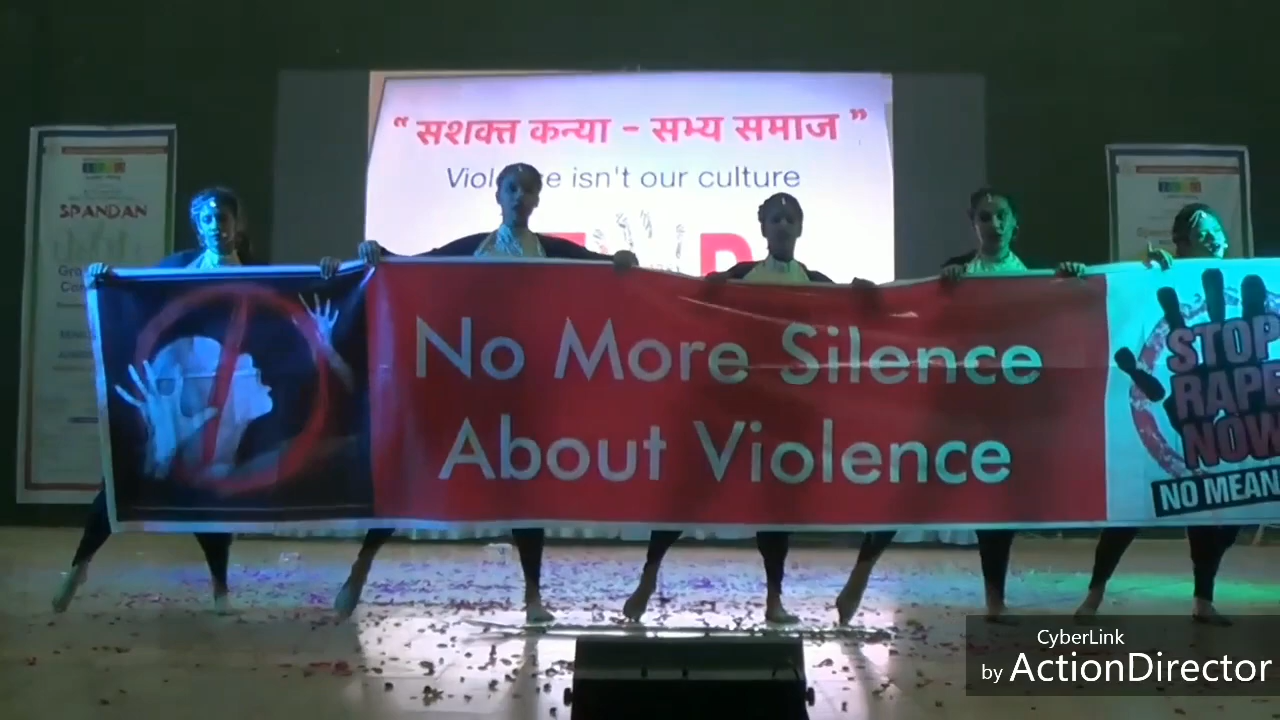 “ सशक्त कन्या - सभ्य समाज ”
Violence isn't our culture
SPANDAN
No More Silence
About Violence
STOP
RAPE
NOW
NO MEAN
CyberLink
by ActionDirector